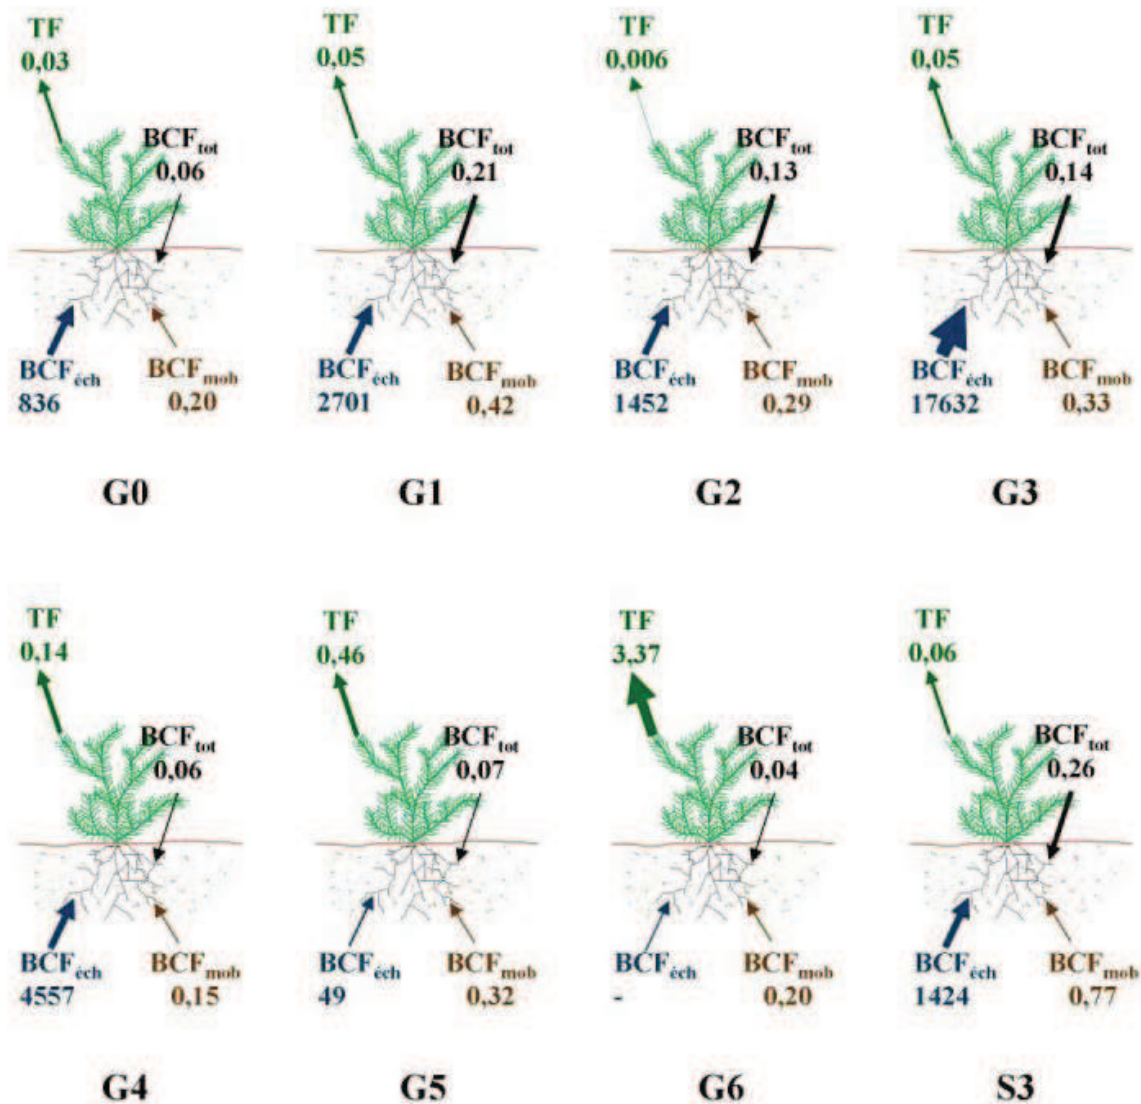 TF
0,03
BCFtot
0,06
BCFéch
836
BCFmob
0,20
G0
TF
0,05
BCFtot
0,21
BCFéch
2701
BCFmob
0,42
G1
TF
0,006
BCFtot
0,13
BCFéch
1452
BCFmob
0,29
G2
TF
0,05
BCFtot
0,14
BCFéch
17632
BCFmob
0,33
G3
TF
0,14
BCFtot
0,06
BCFéch
4557
BCFmob
0,15
G4
TF
0,46
BCFtot
0,07
BCFéch
49
BCFmob
0,32
G5
TF
3,37
BCFtot
0,04
BCFéch
-
BCFmob
0,20
G6
TF
0,06
BCFtot
0,26
BCFéch
1424
BCFmob
0,77
S3